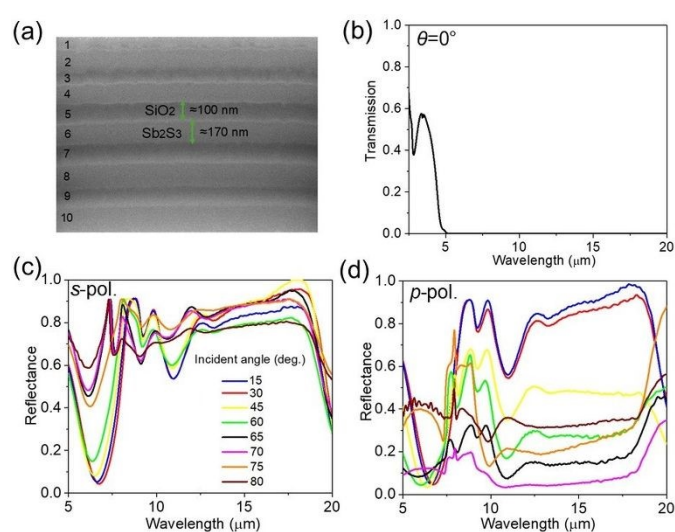 (a)
1
2
3
4
5
6
7
8
9
10
SiO2 ≈100 nm
Sb2S3 ≈170 nm
(b)
θ=0°
Transmission
1.0
0.8
0.6
0.4
0.2
0.0
5 10 15 20
Wavelength (μm)
(c)
s-pol.
Reflectance
1.0
0.8
0.6
0.4
0.2
0.0
Incident angle (deg.)
15
30
45
60
65
70
75
80
5 10 15 20
Wavelength (μm)
(d)
p-pol.
Reflectance
1.0
0.8
0.6
0.4
0.2
0.0
5 10 15 20
Wavelength (μm)